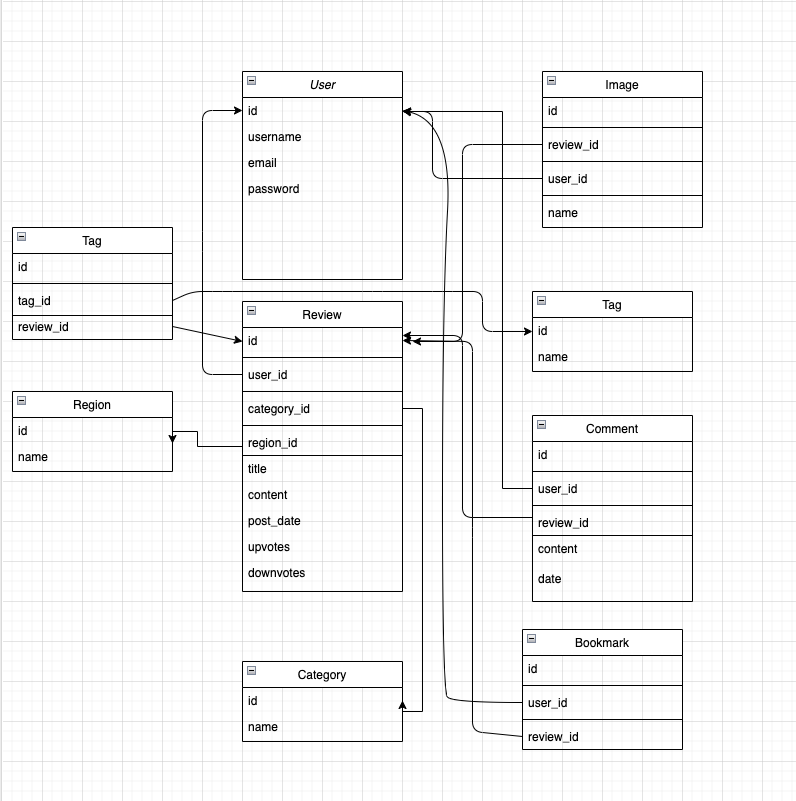 User
id
username
email
password
Image
id
review_id
user_id
name
Tag
id
tag_id
review_id
Review
id
user_id
category_id
region_id
title
content
post_date
upvotes
downvotes
Tag
id
name
Region
id
name
Comment
id
user_id
review_id
content
date
Category
id
name
Bookmark
id
user_id
review_id